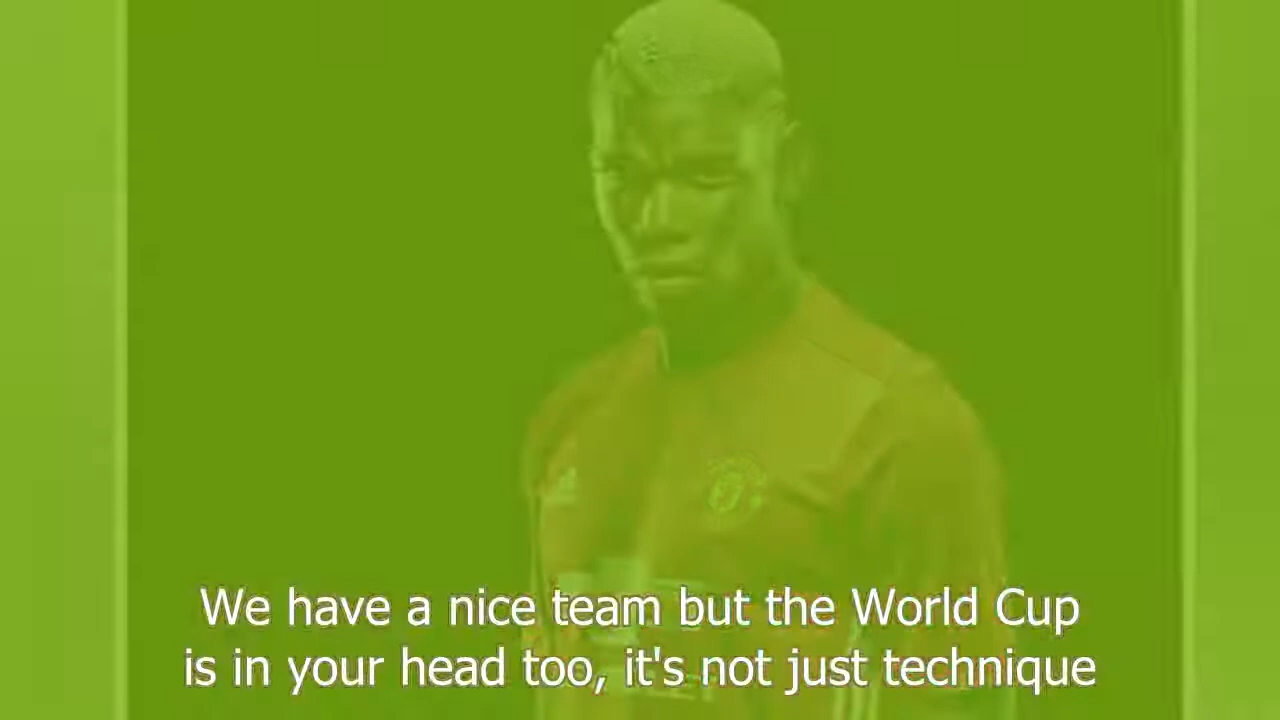 We have a nice team but the World Cup
is in your head too, it's not just technique